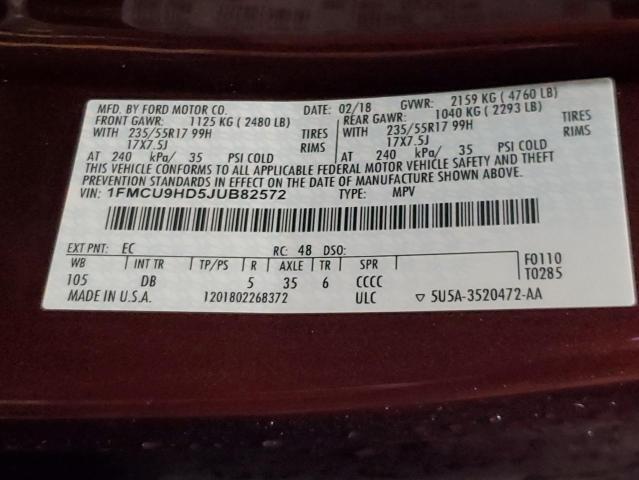 MFD. BY FORD MOTOR CO. DATE: 02/18 GVWR: 2159 KG ( 4760 LB)
FRONT GAWR: 1125 KG ( 2480 LB) REAR GAWR: 1040 KG ( 2293 LB)
WITH 235/55R17 99H TIRES WITH 235/55R17 99H TIRES
17X7.5J RIMS 17X7.5J RIMS
AT 240 kPa/ 35 PSI COLD AT 240 kPa/ 35 PSI COLD
THIS VEHICLE CONFORMS TO ALL APPLICABLE FEDERAL MOTOR VEHICLE SAFETY AND THEFT
PREVENTION STANDARDS IN EFFECT ON THE DATE OF MANUFACTURE SHOWN ABOVE.
VIN: 1FMCU9HD5JUB82572 TYPE: MPV
EXT PNT: EC RC: 48 DSO: F0110
WB INT TR TP/PS R AXLE TR SPR T0285
105 DB 5 35 6 CCCC
MADE IN U.S.A. 1201802268372 ULC ▽ 5U5A-3520472-AA